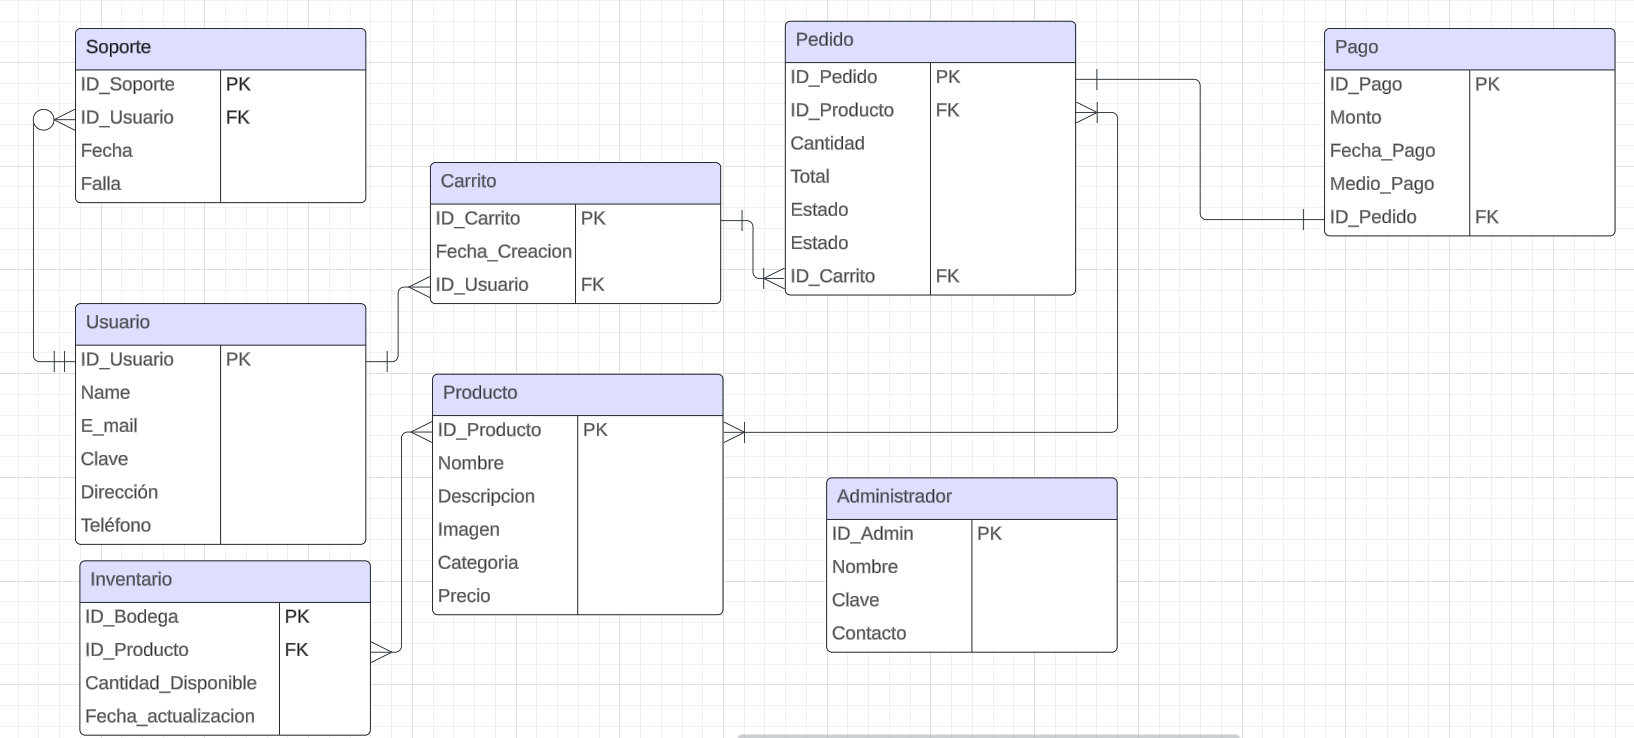 Soporte
ID_Soporte PK
ID_Usuario FK
Fecha
Falla
Usuario
ID_Usuario PK
Name
E_mail
Clave
Dirección
Teléfono
Inventario
ID_Bodega PK
ID_Producto FK
Cantidad_Disponible
Fecha_actualizacion
Carrito
ID_Carrito PK
Fecha_Creacion
ID_Usuario FK
Producto
ID_Producto PK
Nombre
Descripcion
Imagen
Categoria
Precio
Pedido
ID_Pedido PK
ID_Producto FK
Cantidad
Total
Estado
Estado
ID_Carrito FK
Administrador
ID_Admin PK
Nombre
Clave
Contacto
Pago
ID_Pago PK
Monto
Fecha_Pago
Medio_Pago
ID_Pedido FK